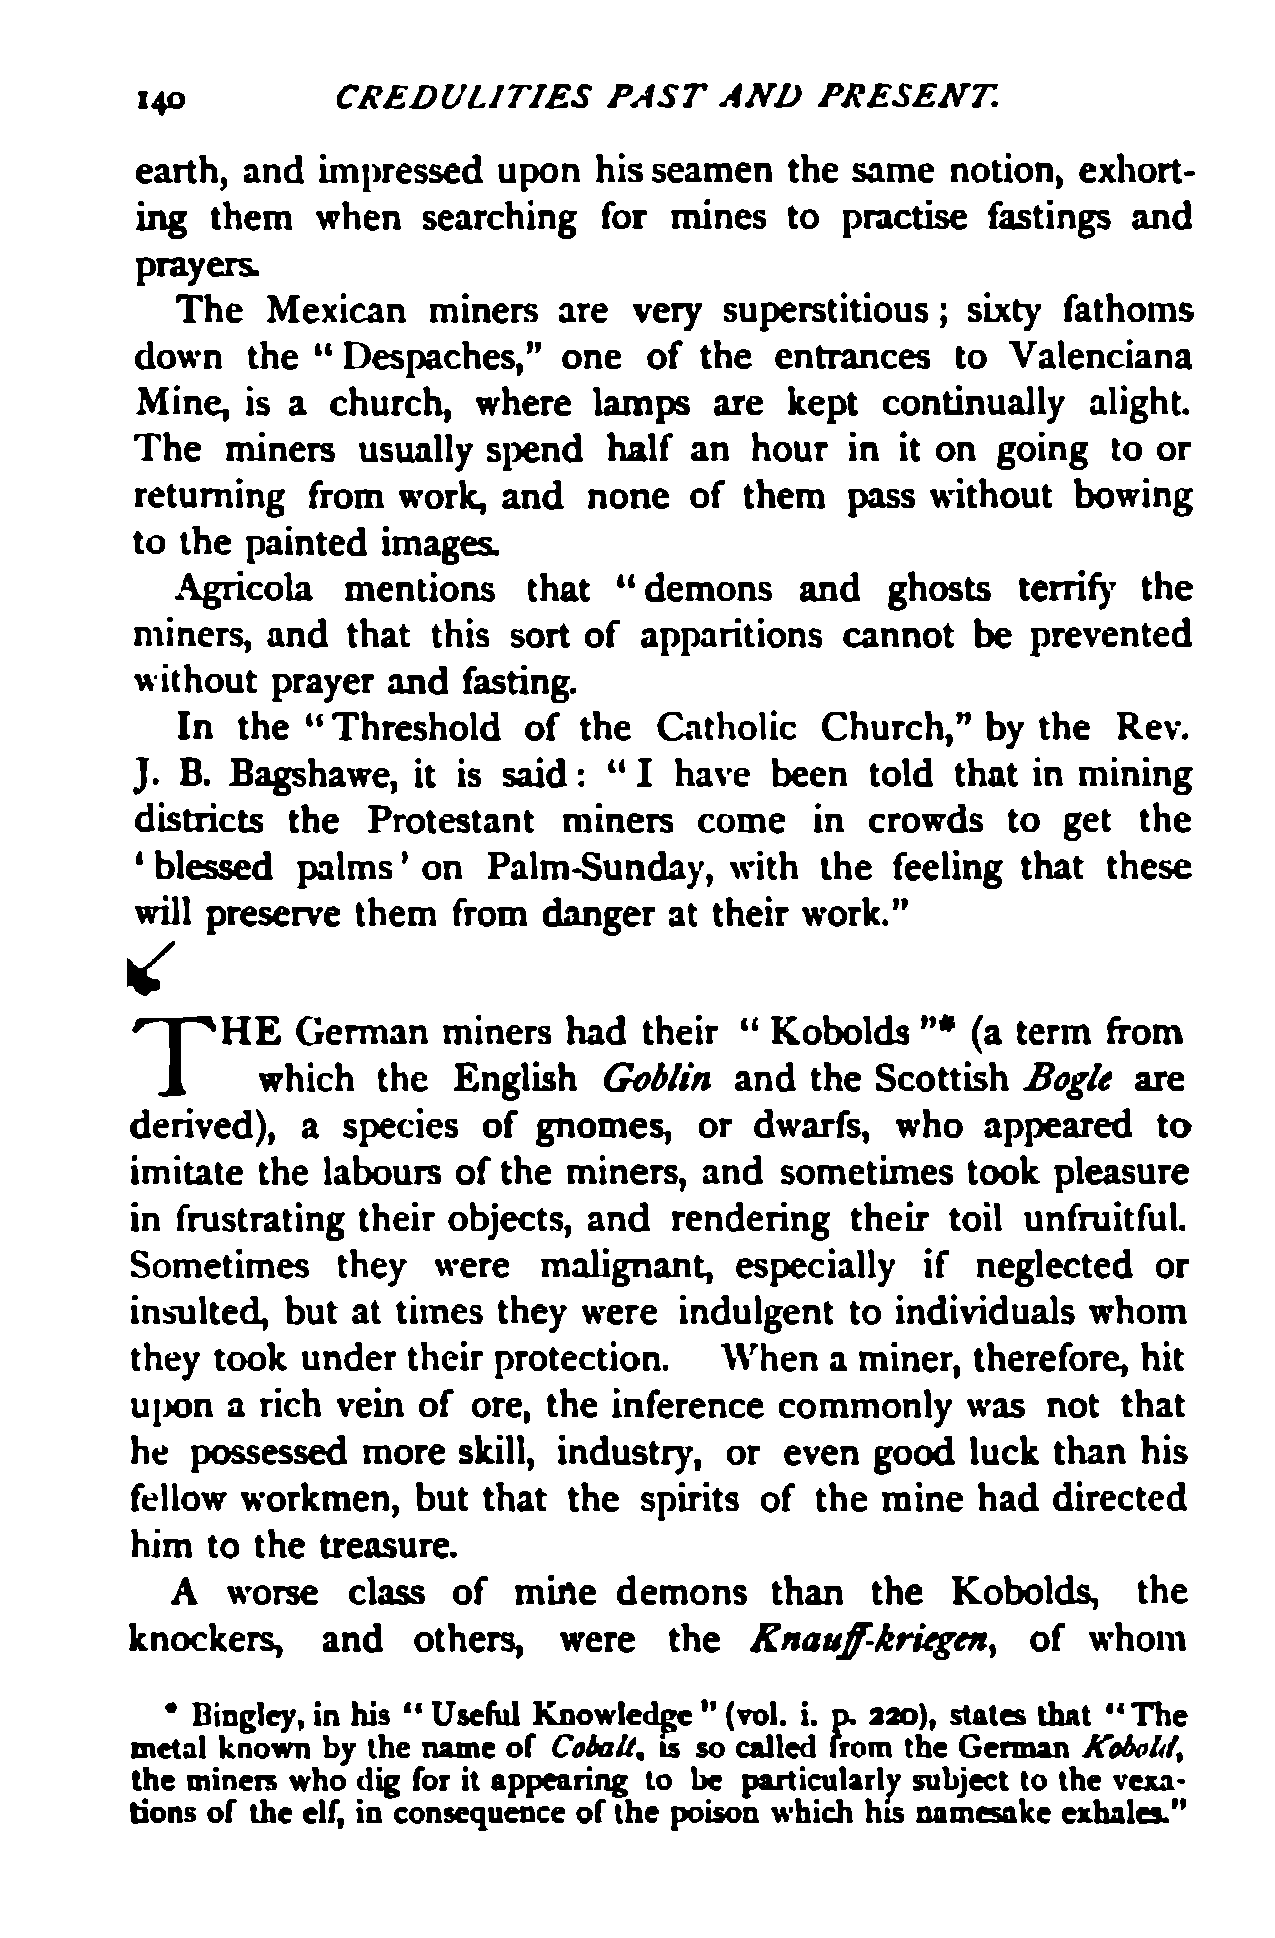 140 CREDULITIES PAST AND PRESENT.
earth, and impressed upon his seamen the same notion, exhort-
ing them when searching for mines to practise fastings and
prayers.
The Mexican miners are very superstitious; sixty fathoms
down the "Despaches," one of the entrances to Valenciana
Mine, is a church, where lamps are kept continually alight.
The miners usually spend half an hour in it on going to or
returning from work, and none of them pass without bowing
to the painted images.
Agricola mentions that "demons and ghosts terrify the
miners, and that this sort of apparitions cannot be prevented
without prayer and fasting.
In the "Threshold of the Catholic Church," by the Rev.
J. B. Bagshawe, it is said: "I have been told that in mining
districts the Protestant miners come in crowds to get the
'blessed palms' on Palm-Sunday, with the feeling that these
will preserve them from danger at their work."
THE German miners had their "Kobolds"* (a term from
which the English Goblin and the Scottish Bogle are
derived), a species of gnomes, or dwarfs, who appeared to
imitate the labours of the miners, and sometimes took pleasure
in frustrating their objects, and rendering their toil unfruitful.
Sometimes they were malignant, especially if neglected or
insulted, but at times they were indulgent to individuals whom
they took under their protection. When a miner, therefore, hit
upon a rich vein of ore, the inference commonly was not that
he possessed more skill, industry, or even good luck than his
fellow workmen, but that the spirits of the mine had directed
him to the treasure.
A worse class of mine demons than the Kobolds, the
knockers, and others, were the Knauff-kriegen, of whom
* Bingley, in his "Useful Knowledge" (vol. i. p. 220), states that "The
metal known by the name of Cobalt, is so called from the German Kobold,
the miners who dig for it appearing to be particularly subject to the vexa-
tions of the elf, in consequence of the poison which his namesake exhales."